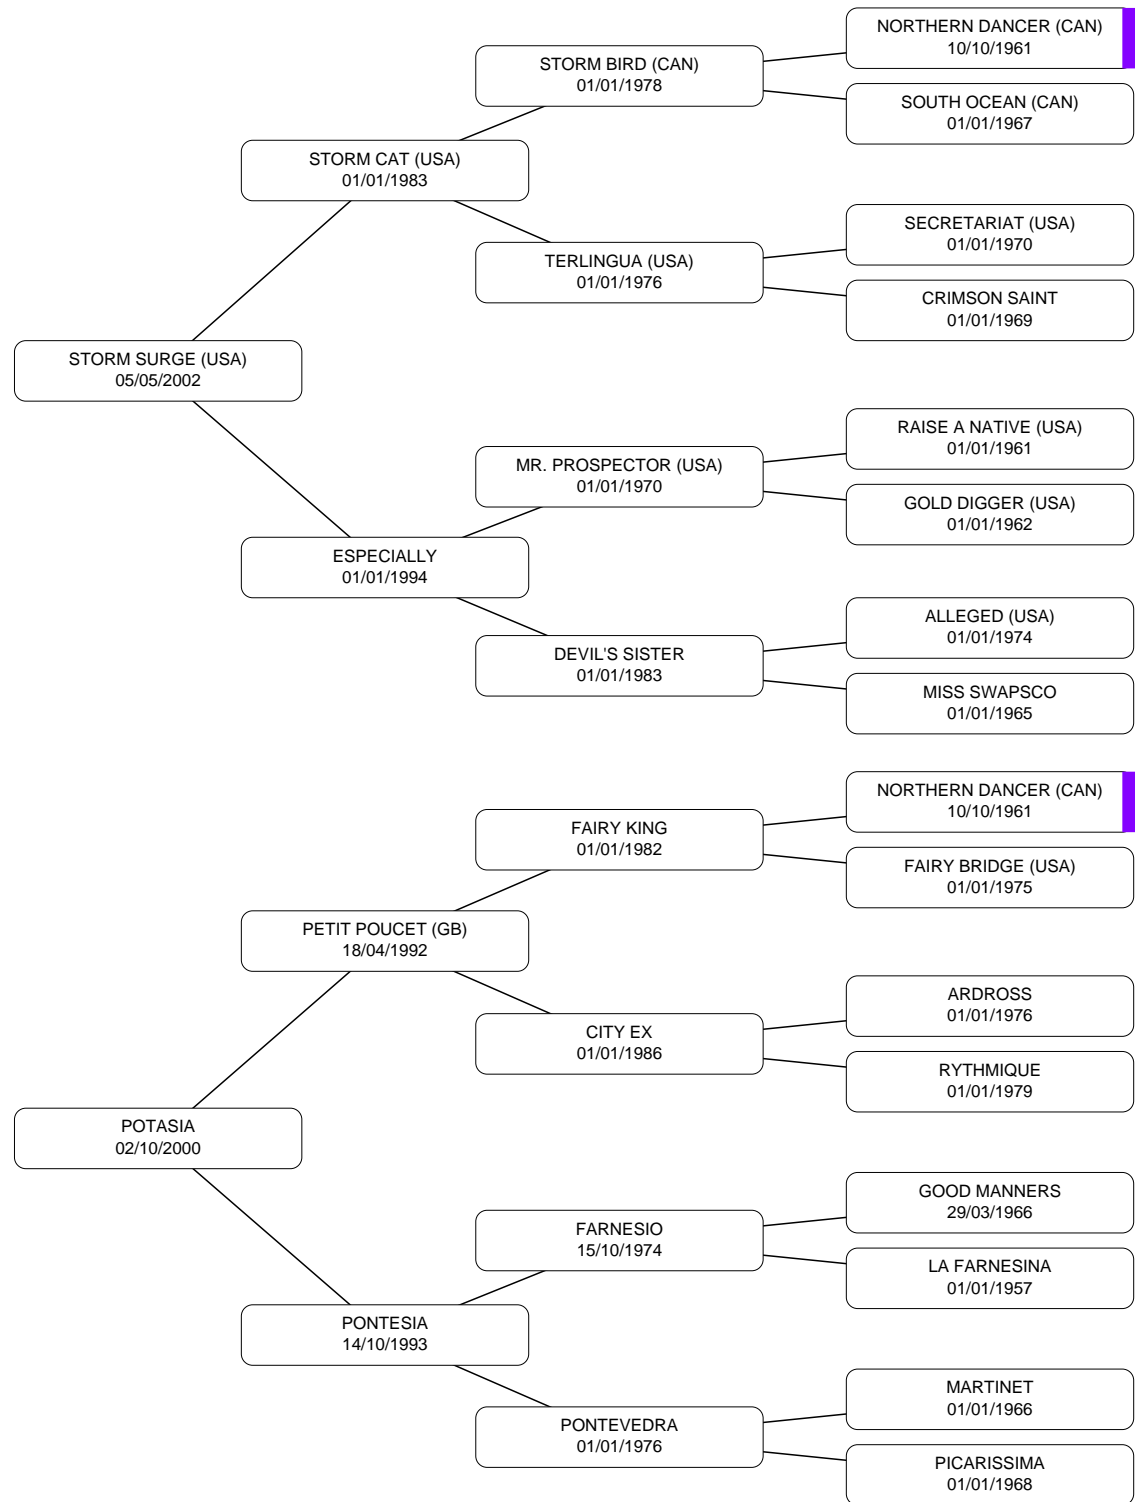 NORTHERN DANCER (CAN)
10/10/1961
STORM BIRD (CAN)
01/01/1978
SOUTH OCEAN (CAN)
01/01/1967
STORM CAT (USA)
01/01/1983
SECRETARIAT (USA)
01/01/1970
TERLINGUA (USA)
01/01/1976
CRIMSON SAINT
01/01/1969
STORM SURGE (USA)
05/05/2002
RAISE A NATIVE (USA)
01/01/1961
MR. PROSPECTOR (USA)
01/01/1970
GOLD DIGGER (USA)
01/01/1962
ESPECIALLY
01/01/1994
ALLEGED (USA)
01/01/1974
DEVIL'S SISTER
01/01/1983
MISS SWAPSCO
01/01/1965
NORTHERN DANCER (CAN)
10/10/1961
FAIRY KING
01/01/1982
FAIRY BRIDGE (USA)
01/01/1975
PETIT POUCET (GB)
18/04/1992
ARDROSS
01/01/1976
CITY EX
01/01/1986
RYTHMIQUE
01/01/1979
POTASIA
02/10/2000
GOOD MANNERS
29/03/1966
FARNESIO
15/10/1974
LA FARNESINA
01/01/1957
PONTESIA
14/10/1993
MARTINET
01/01/1966
PONTEVEDRA
01/01/1976
PICARISSIMA
01/01/1968